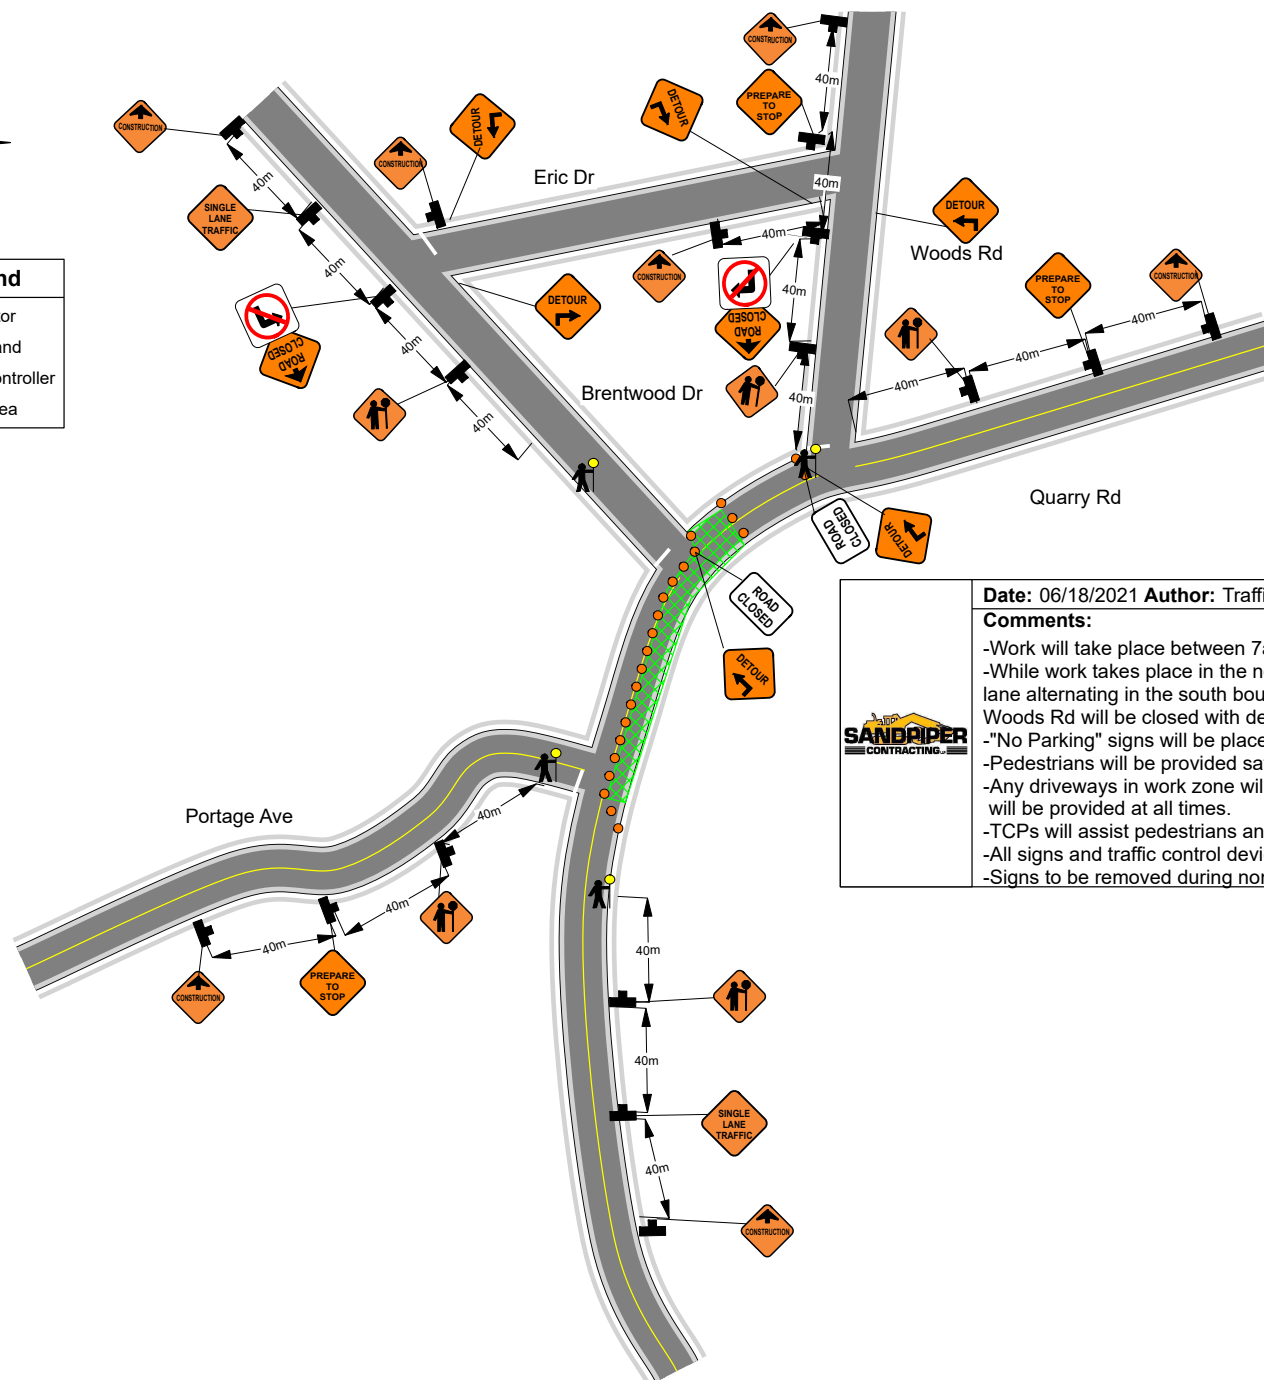 CONSTRUCTION
DETOUR
PREPARE
TO
STOP
40m
CONSTRUCTION
CONSTRUCTION
DETOUR
Eric Dr
40m
40m
SINGLE
LANE
TRAFFIC
DETOUR
40m
Woods Rd
40m
CONSTRUCTION
40m
CONSTRUCTION
PREPARE
TO
STOP
40m
DETOUR
ROAD
CLOSED
40m
40m
ROAD
CLOSED
40m
Brentwood Dr
40m
40m
40m
Quarry Rd
ROAD
CLOSED
DETOUR
ROAD
CLOSED
DETOUR
Date: 06/18/2021 Author: Traffi
Comments:
-Work will take place between 7a
-While work takes place in the n
lane alternating in the south bou
Woods Rd will be closed with de
-"No Parking" signs will be place
-Pedestrians will be provided sa
-Any driveways in work zone wil
will be provided at all times.
-TCPs will assist pedestrians an
-All signs and traffic control devi
-Signs to be removed during nor
SANDPIPER
CONTRACTING
nd
tor
and
ontroller
ea
Portage Ave
40m
40m
40m
CONSTRUCTION
PREPARE
TO
STOP
40m
40m
SINGLE
LANE
TRAFFIC
40m
CONSTRUCTION